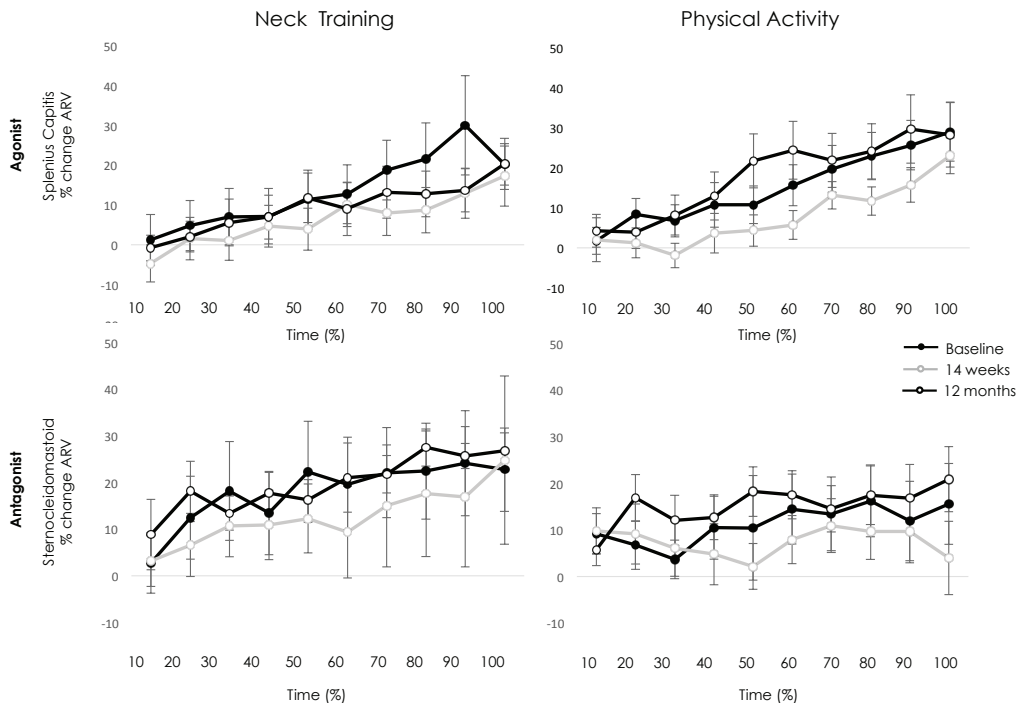 Neck Training
Physical Activity
Agonist
Splenius Capitis
% change ARV
50
40
30
20
10
0
-10
10 20 30 40 50 60 70 80 90 100
Time (%)
50
40
30
20
10
0
-10
10 20 30 40 50 60 70 80 90 100
Time (%)
Antagonist
Sternocleidomastoid
% change ARV
50
40
30
20
10
0
-10
10 20 30 40 50 60 70 80 90 100
Time (%)
50
40
30
20
10
0
-10
10 20 30 40 50 60 70 80 90 100
Time (%)
Baseline
14 weeks
12 months